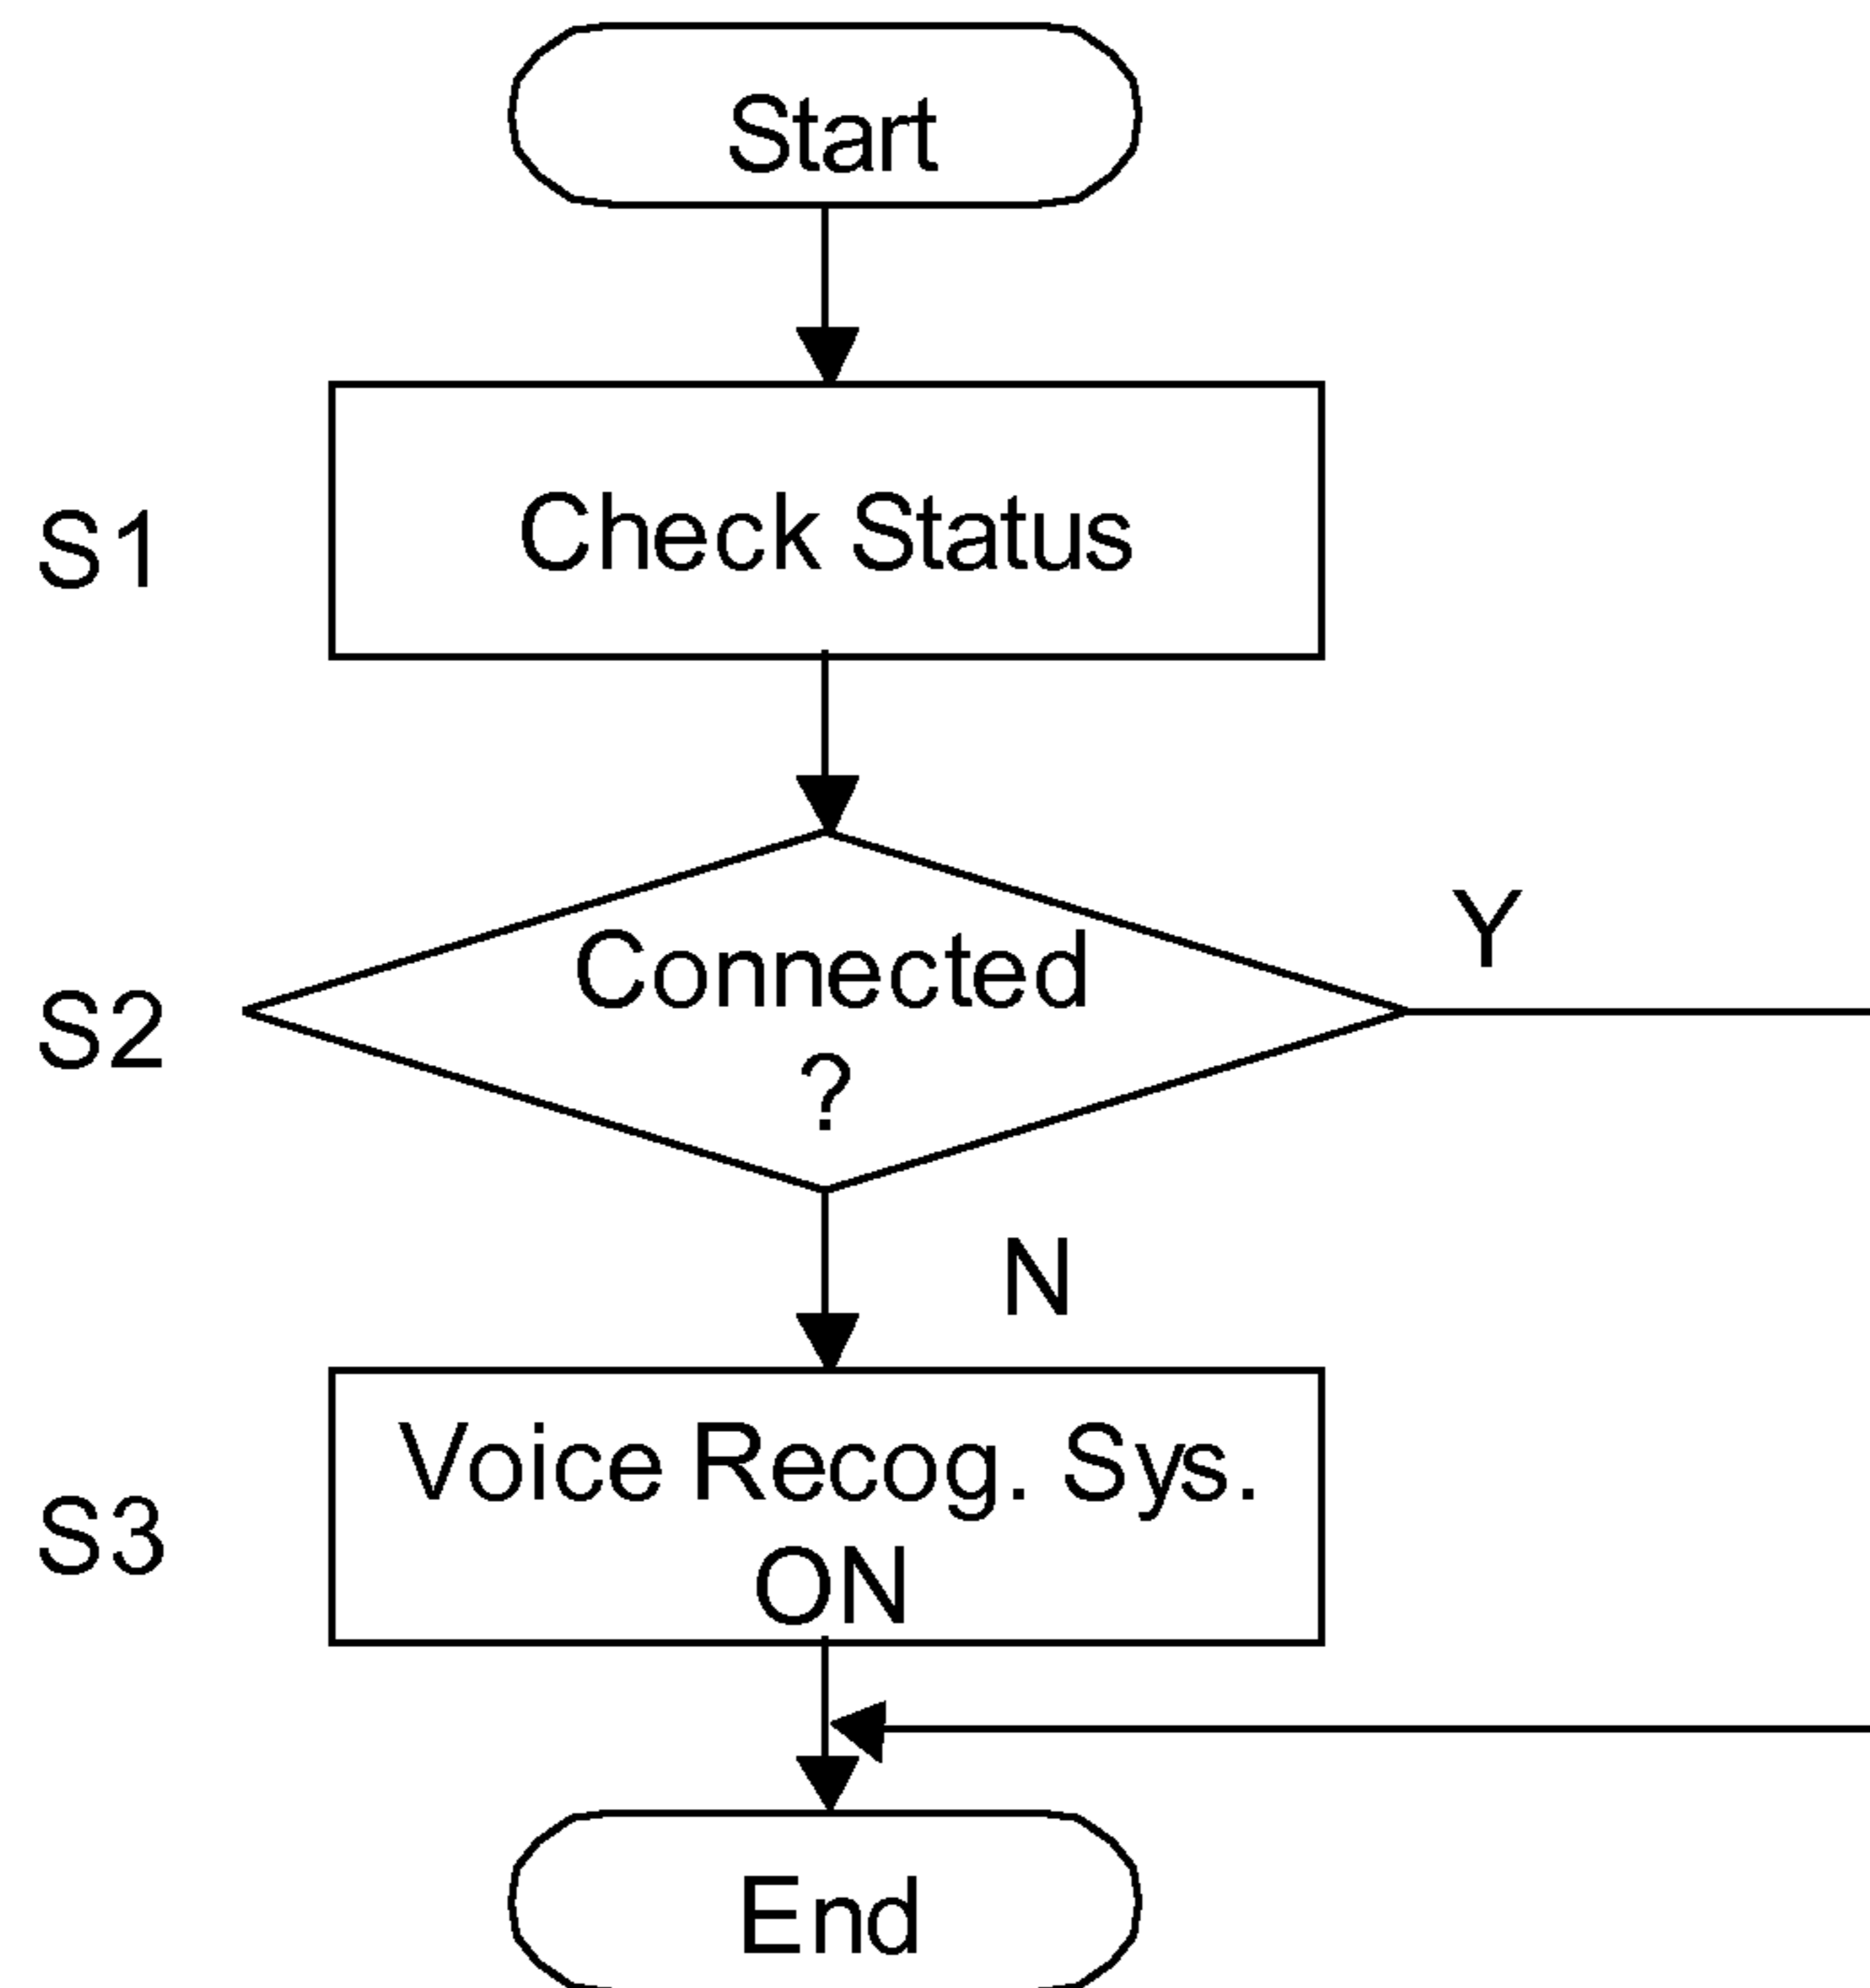 Start
S1
Check Status
S2
Connected
?
Y
N
S3
Voice Recog. Sys.
ON
End